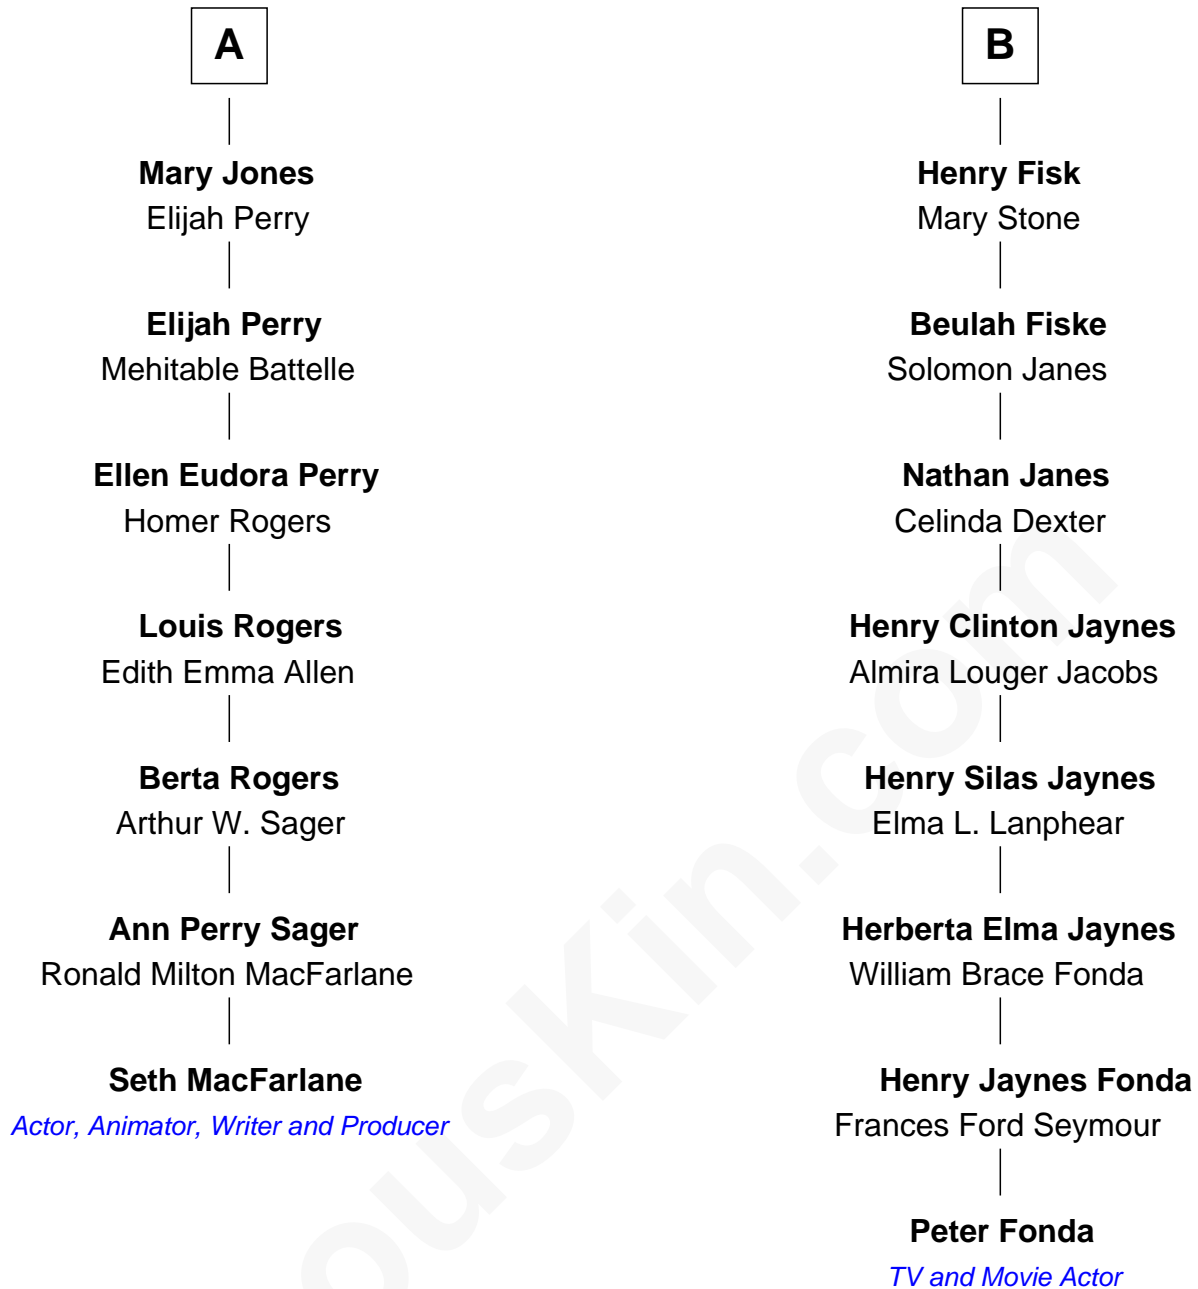 A
Mary Jones
Elijah Perry
Elijah Perry
Mehitable Battelle
Ellen Eudora Perry
Homer Rogers
Louis Rogers
Edith Emma Allen
Berta Rogers
Arthur W. Sager
Ann Perry Sager
Ronald Milton MacFarlane
Seth MacFarlane
Actor, Animator, Writer and Producer
B
Henry Fisk
Mary Stone
Beulah Fiske
Solomon Janes
Nathan Janes
Celinda Dexter
Henry Clinton Jaynes
Almira Louger Jacobs
Henry Silas Jaynes
Elma L. Lanphear
Herberta Elma Jaynes
William Brace Fonda
Henry Jaynes Fonda
Frances Ford Seymour
Peter Fonda
TV and Movie Actor
ousKin.com